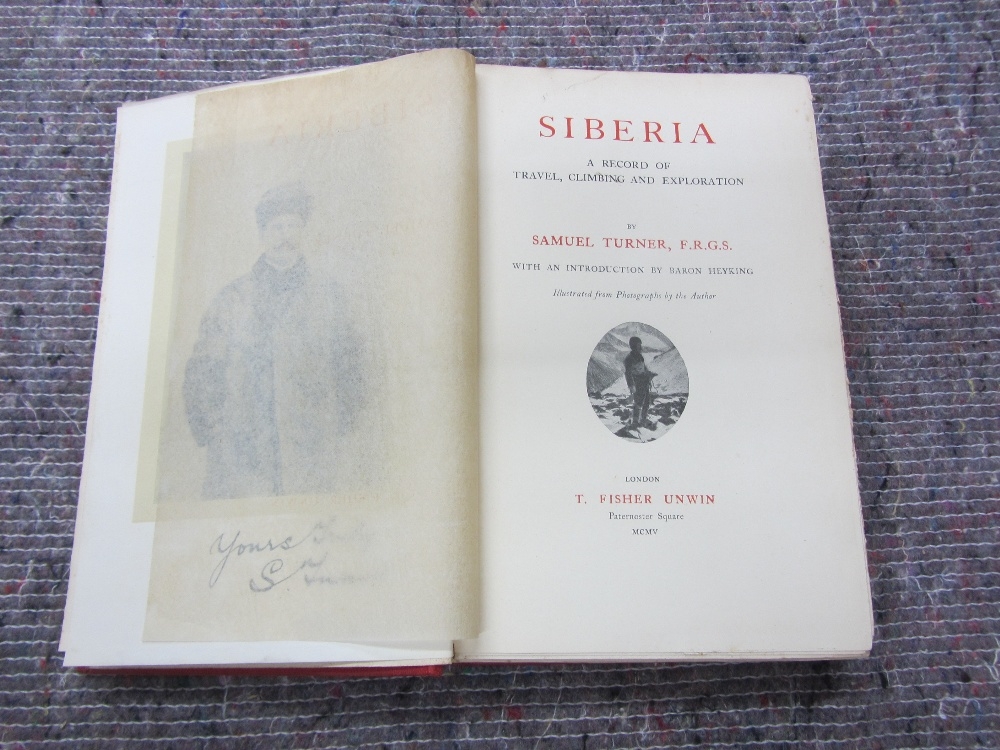 Yours
S
SIBERIA
A RECORD OF
TRAVEL, CLIMBING AND EXPLORATION
BY
SAMUEL TURNER, F.R.G.S.
WITH AN INTRODUCTION BY BARON HEYKING
Illustrated from Photographs by the Author
LONDON
T. FISHER UNWIN
Paternoster Square
MCMV